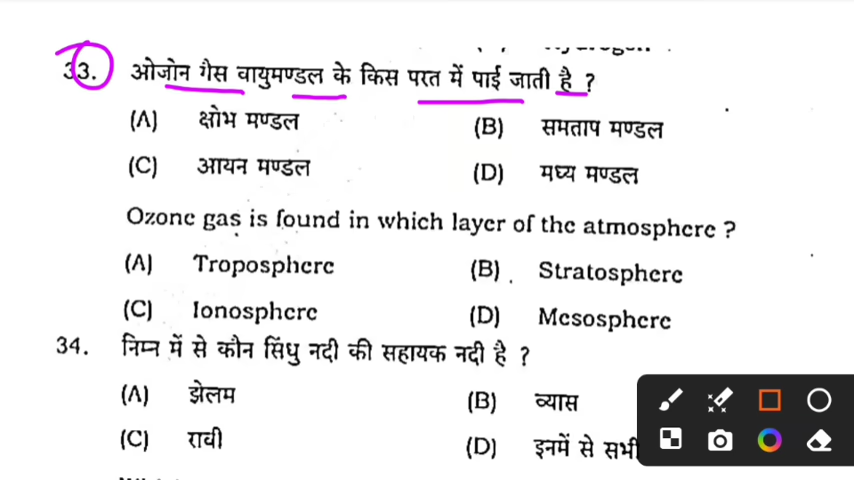 33. ओजोन गैस वायुमण्डल के किस परत में पाई जाती है ?
(A) क्षोभ मण्डल (B) समताप मण्डल
(C) आयन मण्डल (D) मध्य मण्डल
Ozone gas is found in which layer of the atmosphere ?
(A) Troposphere (B) Stratosphere
(C) Ionosphere (D) Mesosphere
34. निम्न में से कौन सिंधु नदी की सहायक नदी है ?
(A) झेलम (B) व्यास
(C) रावी (D) इनमें से सभी